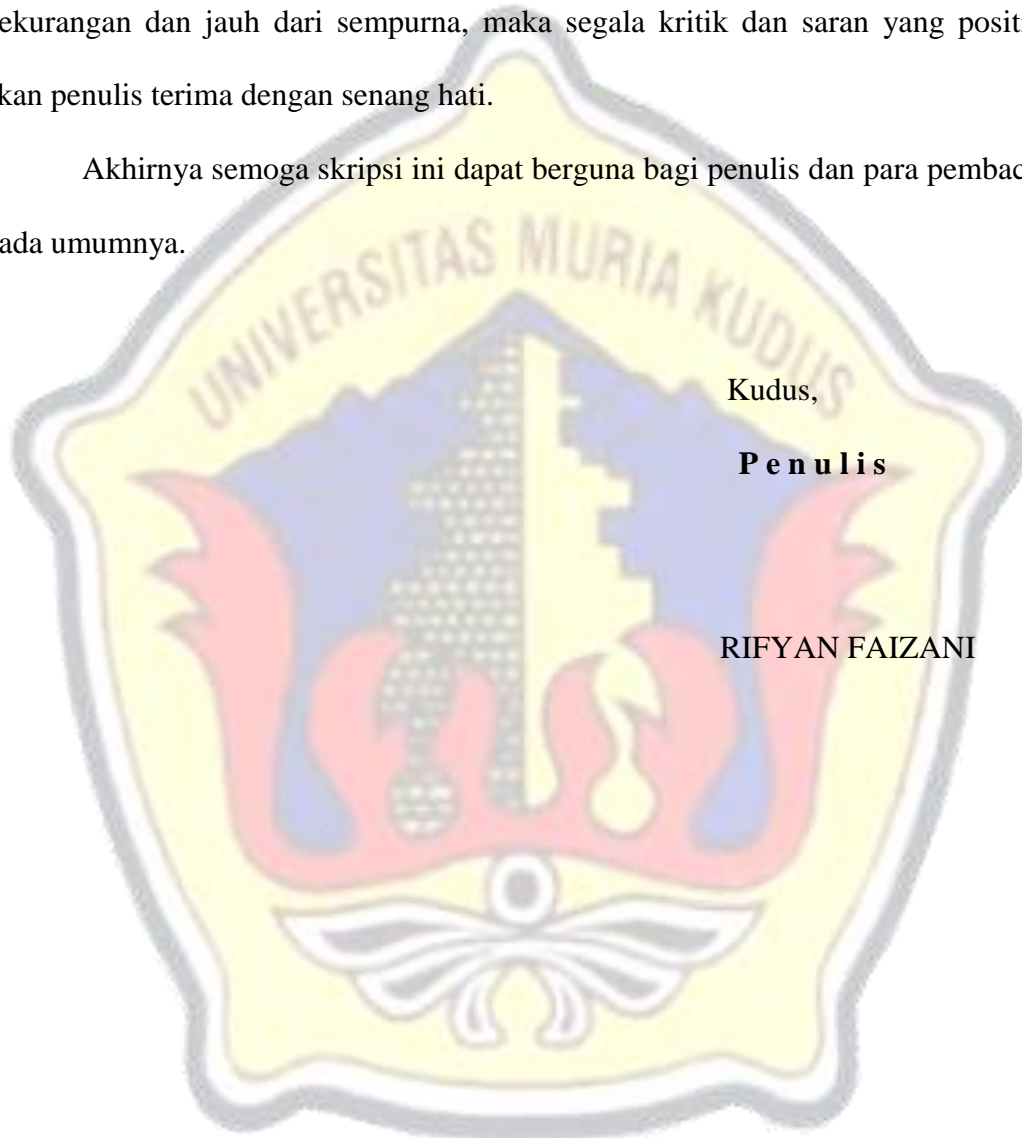 ekurangan dan jauh dari sempurna, maka segala kritik dan saran yang posit
kan penulis terima dengan senang hati.
Akhirnya semoga skripsi ini dapat berguna bagi penulis dan para pembac
ada umumnya.
UNIVERSITAS MURIA KUDUS
Kudus,
P e n u l i s
RIFYAN FAIZANI